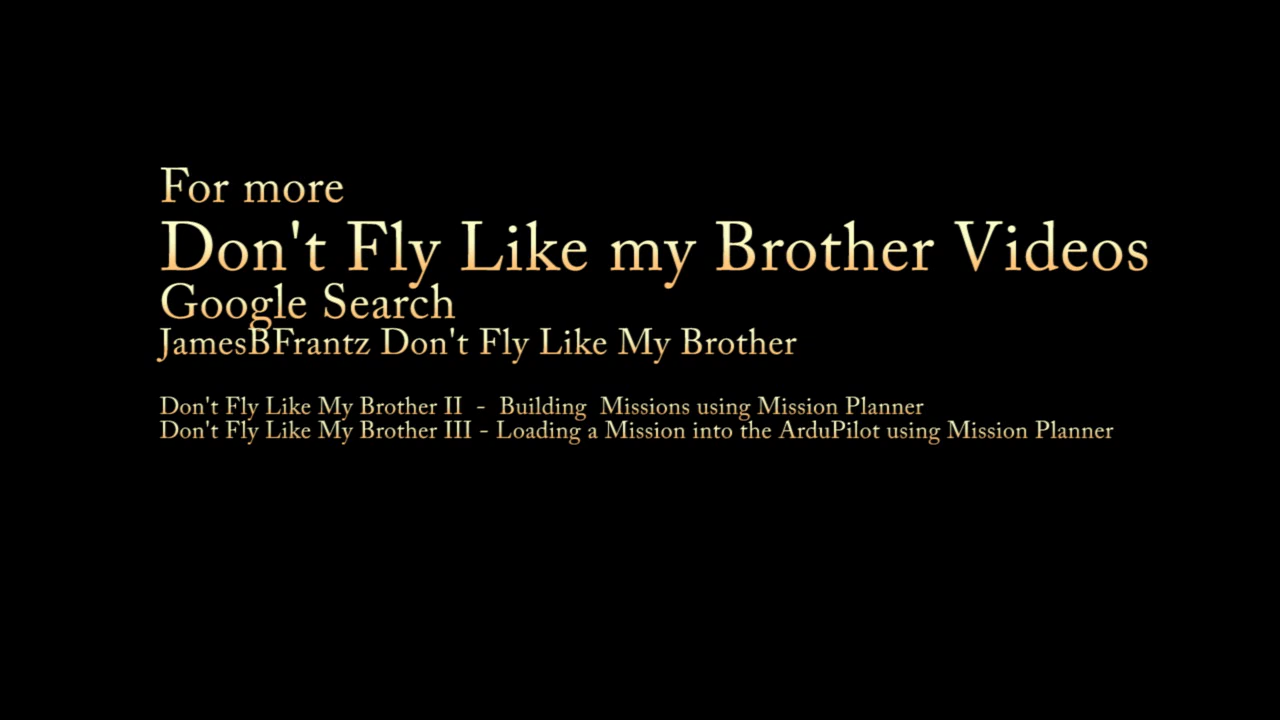 For more
Don't Fly Like my Brother Videos
Google Search
JamesBFrantz Don't Fly Like My Brother
Don't Fly Like My Brother II - Building Missions using Mission Planner
Don't Fly Like My Brother III - Loading a Mission into the ArduPilot using Mission Planner